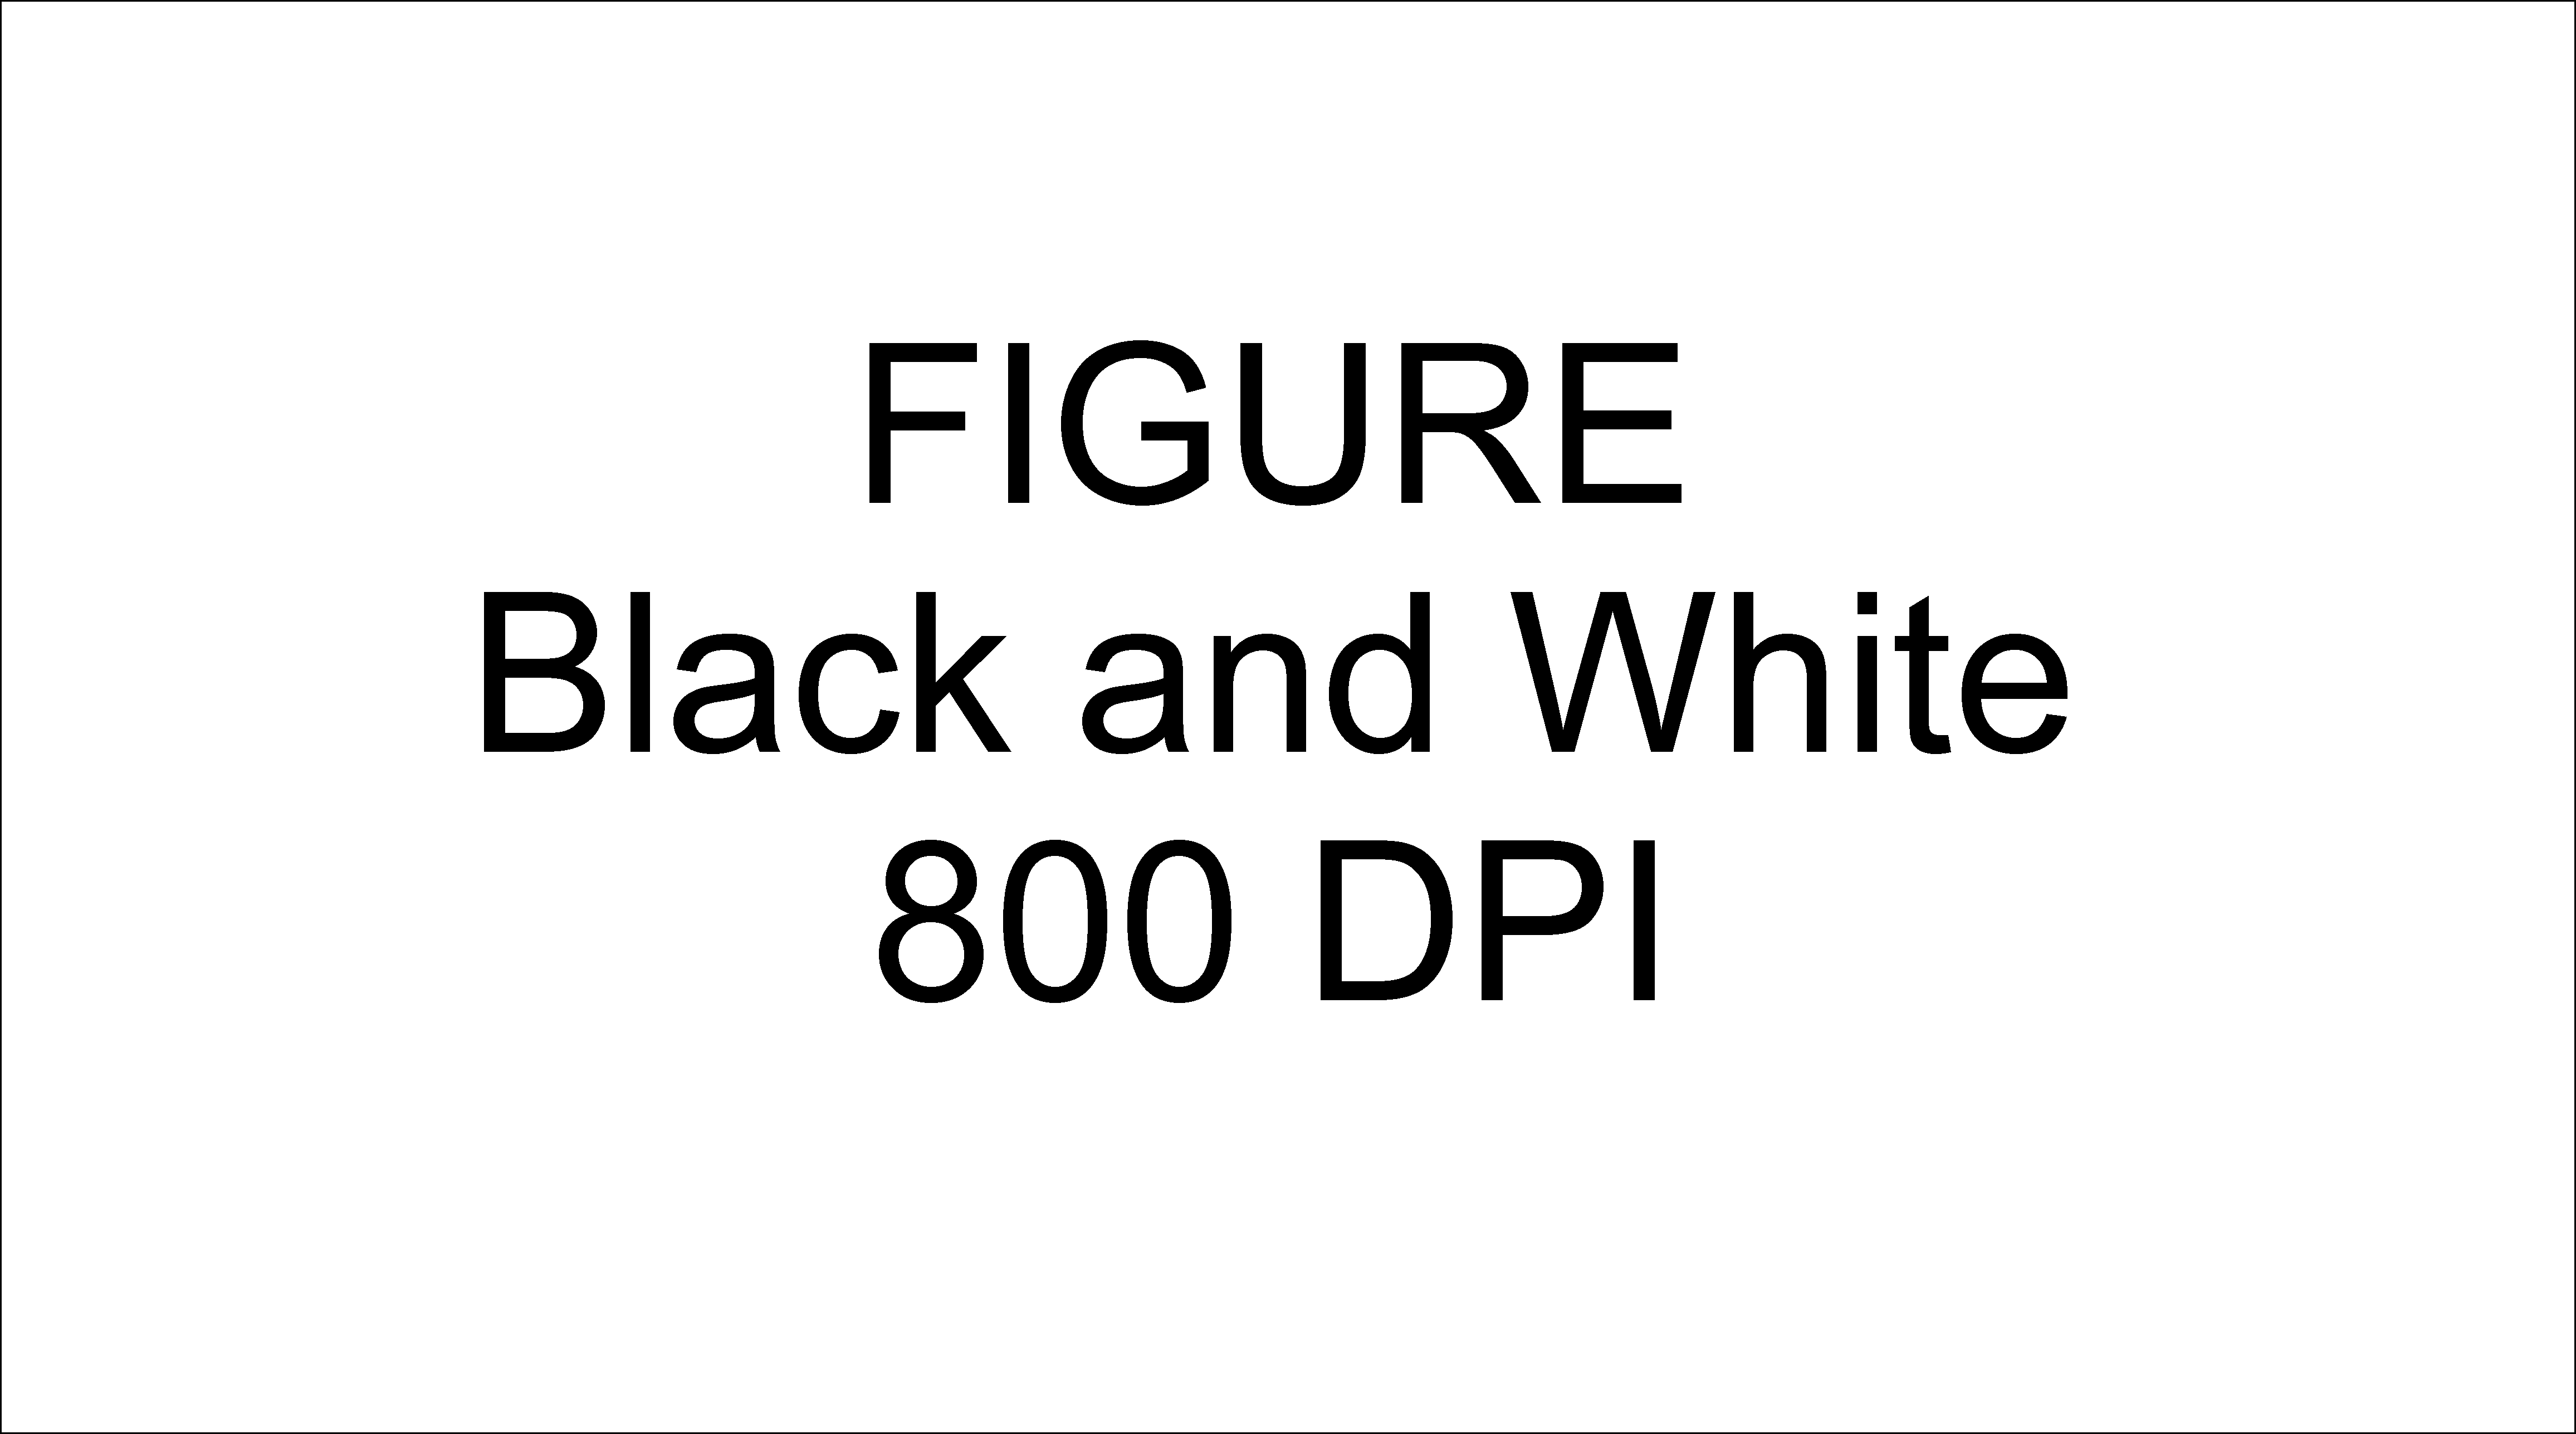 FIGURE
Black and White
800 DPI